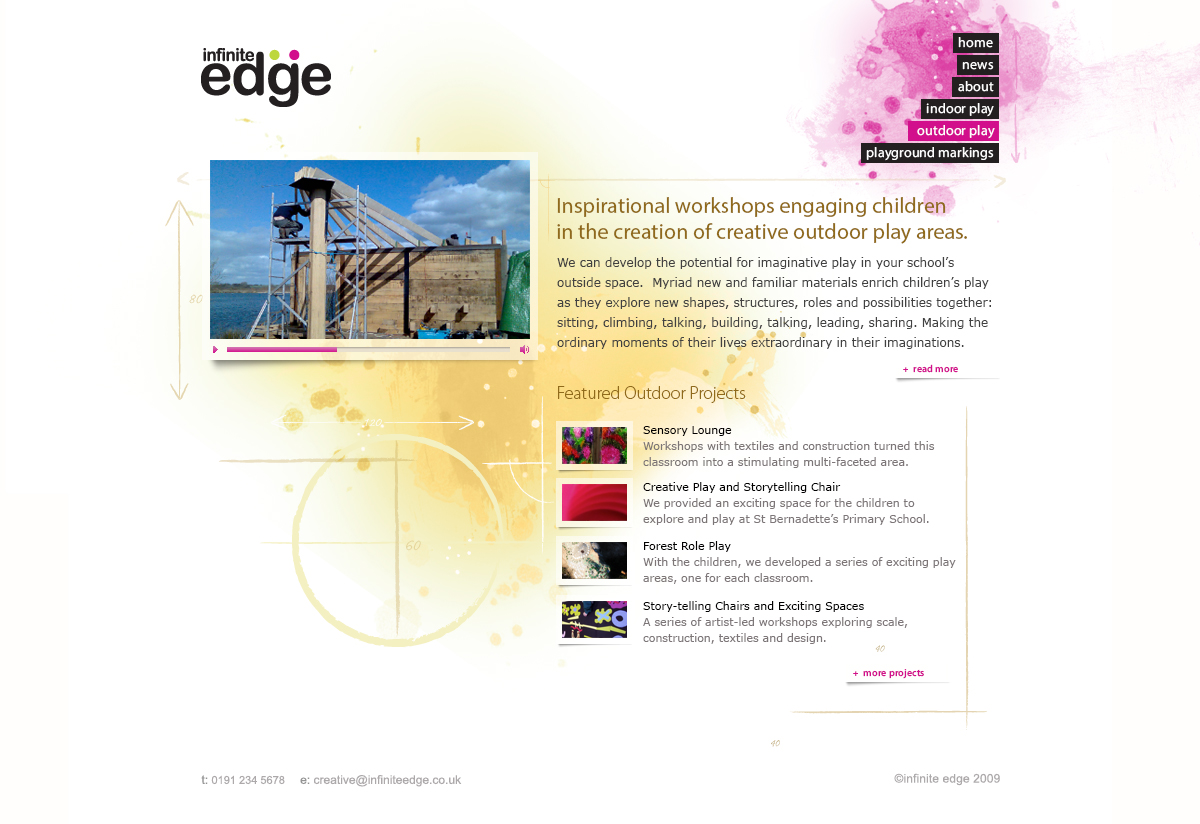 infinite
edge
home
news
about
indoor play
outdoor play
playground markings
80
Inspirational workshops engaging children
in the creation of creative outdoor play areas.
We can develop the potential for imaginative play in your school’s
outside space.  Myriad new and familiar materials enrich children’s play
as they explore new shapes, structures, roles and possibilities together:
sitting, climbing, talking, building, talking, leading, sharing. Making the
ordinary moments of their lives extraordinary in their imaginations.
+ read more
Featured Outdoor Projects
Sensory Lounge
Workshops with textiles and construction turned this
classroom into a stimulating multi-faceted area.
Creative Play and Storytelling Chair
We provided an exciting space for the children to
explore and play at St Bernadette’s Primary School.
Forest Role Play
With the children, we developed a series of exciting play
areas, one for each classroom.
Story-telling Chairs and Exciting Spaces
A series of artist-led workshops exploring scale,
construction, textiles and design.
60
40
+ more projects
40
t: 0191 234 5678 e: creative@infiniteedge.co.uk
©infinite edge 2009